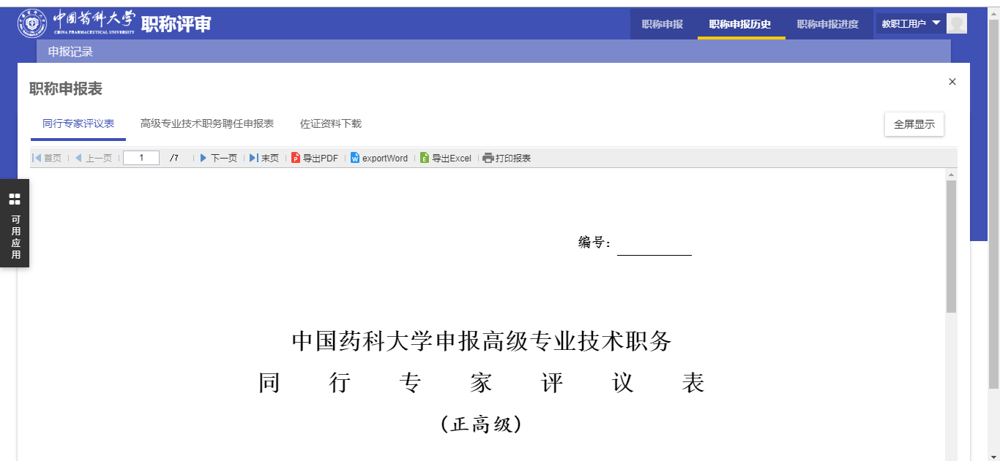 中国药科大学 职称评审 职称申报 职称申报历史 职称申报进度 教职工用户
CHINA PHARMACEUTICAL UNIVERSITY
申报记录
职称申报表 ×
同行专家评议表 高级专业技术职务聘任申报表 佐证资料下载 全屏显示
首页 上一页 1 /7 下一页 末页 导出PDF exportWord 导出Excel 打印报表
可用应用
编号：
中国药科大学申报高级专业技术职务
同行专家评议表
(正高级)